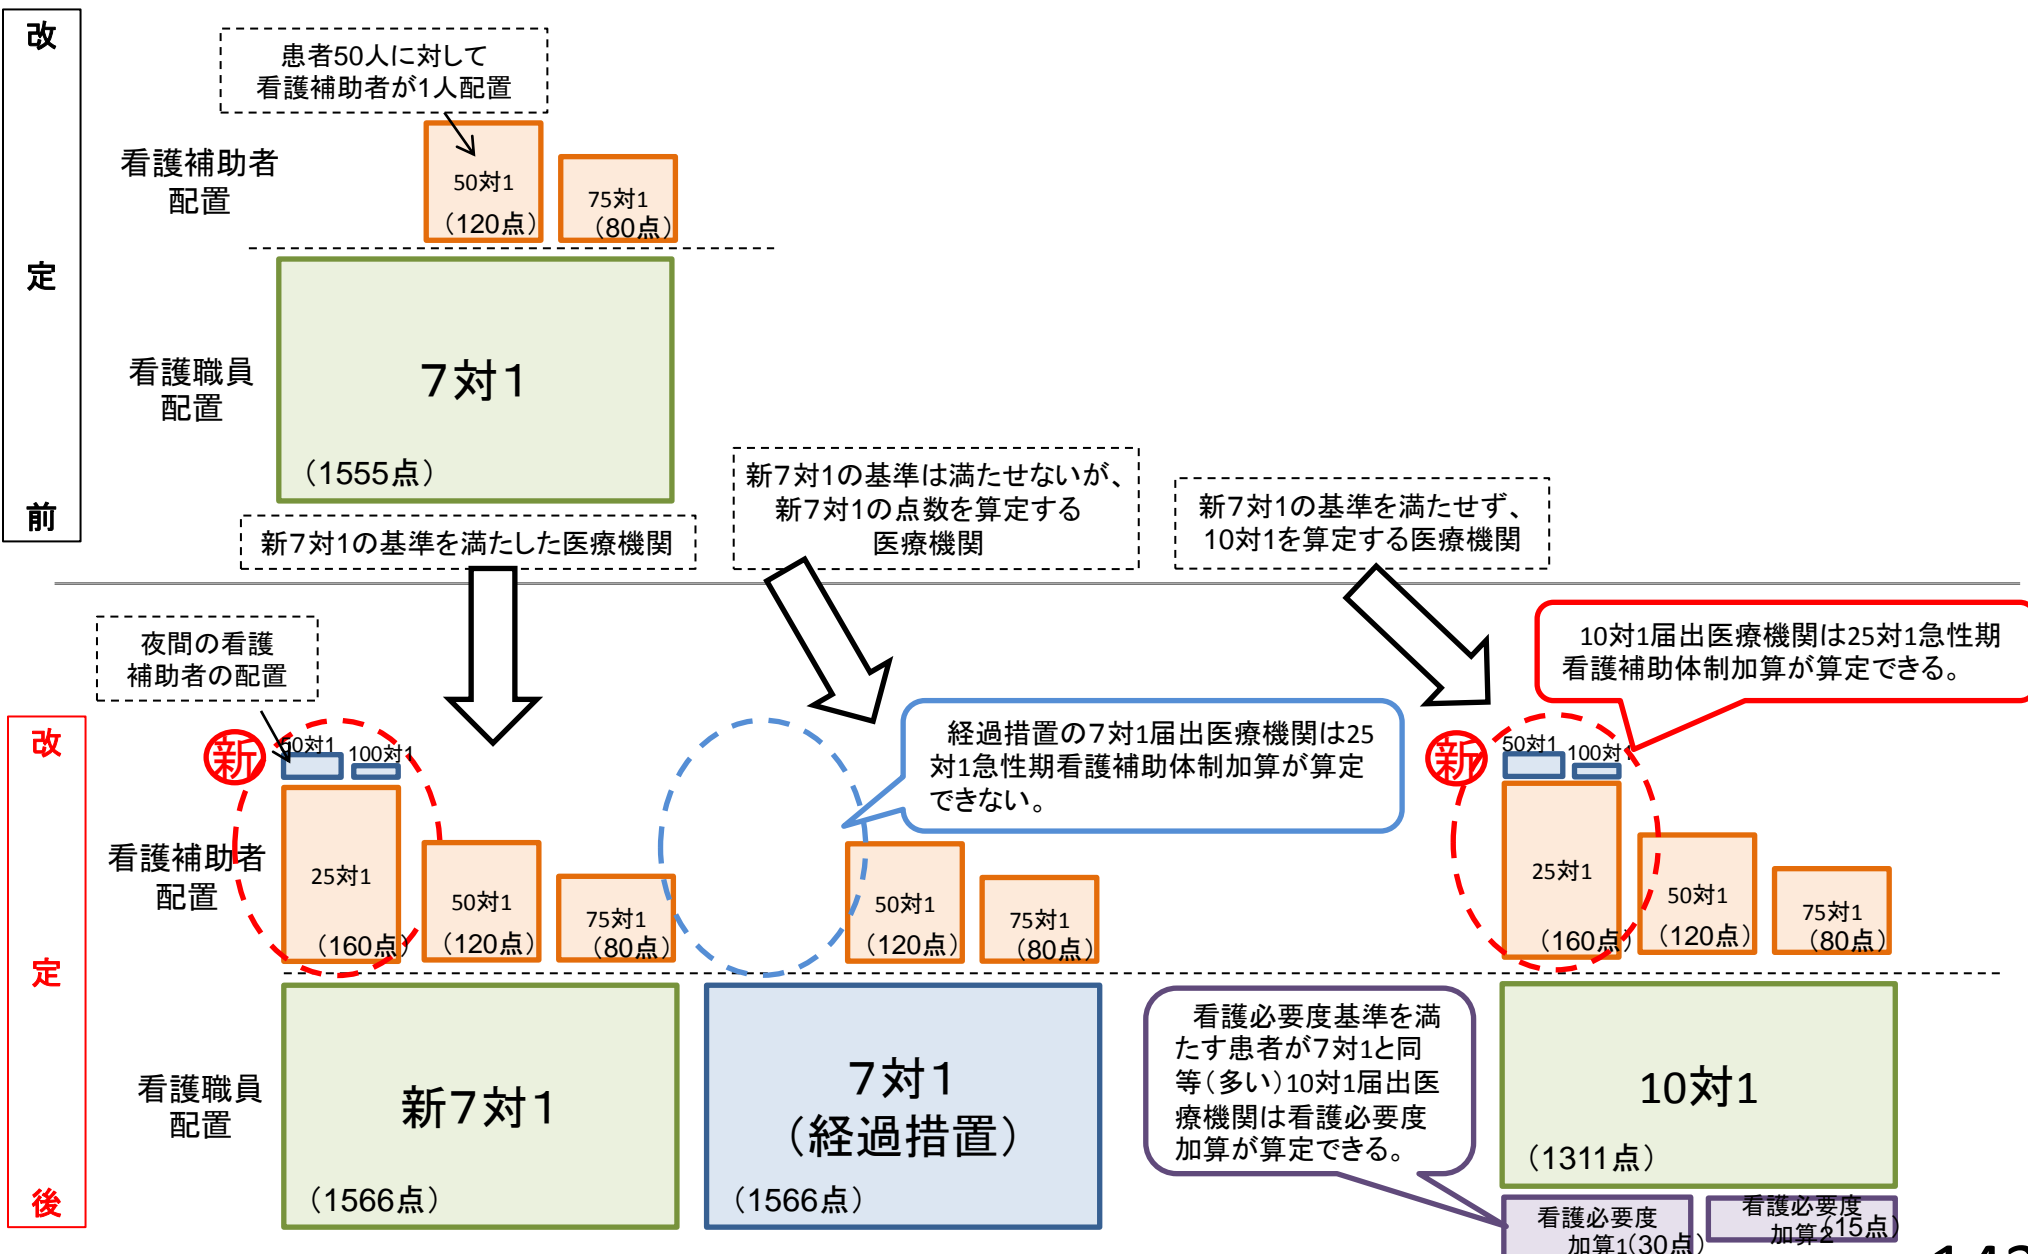 改
定
前
患者50人に対して
看護補助者が1人配置
看護補助者
配置
50対1
（120点）
75対1
（80点）
看護職員
配置
7対1
（1555点）
新7対1の基準を満たした医療機関
新7対1の基準は満たせないが、
新7対1の点数を算定する
医療機関
新7対1の基準を満たせず、
10対1を算定する医療機関
改
定
後
夜間の看護
補助者の配置
10対1届出医療機関は25対1急性期
看護補助体制加算が算定できる。
経過措置の7対1届出医療機関は25
対1急性期看護補助体制加算が算定
できない。
新
50対1
100対1
看護補助者
配置
25対1
（160点）
50対1
（120点）
75対1
（80点）
50対1
（120点）
75対1
（80点）
新
50対1
100対1
25対1
（160点）
50対1
（120点）
75対1
（80点）
看護職員
配置
新7対1
（1566点）
7対1
（経過措置）
（1566点）
看護必要度基準を満
たす患者が7対1と同
等（多い）10対1届出医
療機関は看護必要度
加算が算定できる。
10対1
（1311点）
看護必要度
加算1（30点）
看護必要度
加算2（15点）